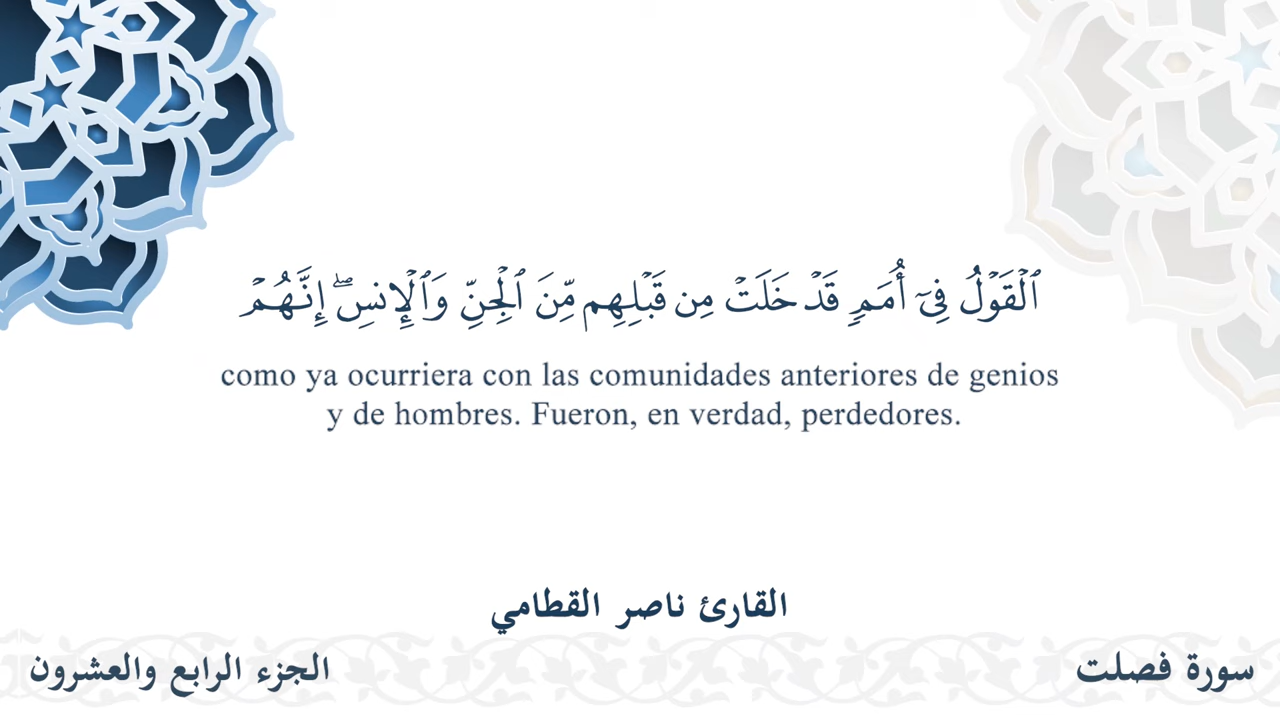 ٱلۡقَوۡلُ فِيٓ أُمَمٖ قَدۡ خَلَتۡ مِن قَبۡلِهِم مِّنَ ٱلۡجِنِّ وَٱلۡإِنسِۖ إِنَّهُمۡ
como ya ocurriera con las comunidades anteriores de genios
y de hombres. Fueron, en verdad, perdedores.
القارئ ناصر القطامي
سورة فصلت
الجزء الرابع والعشرون